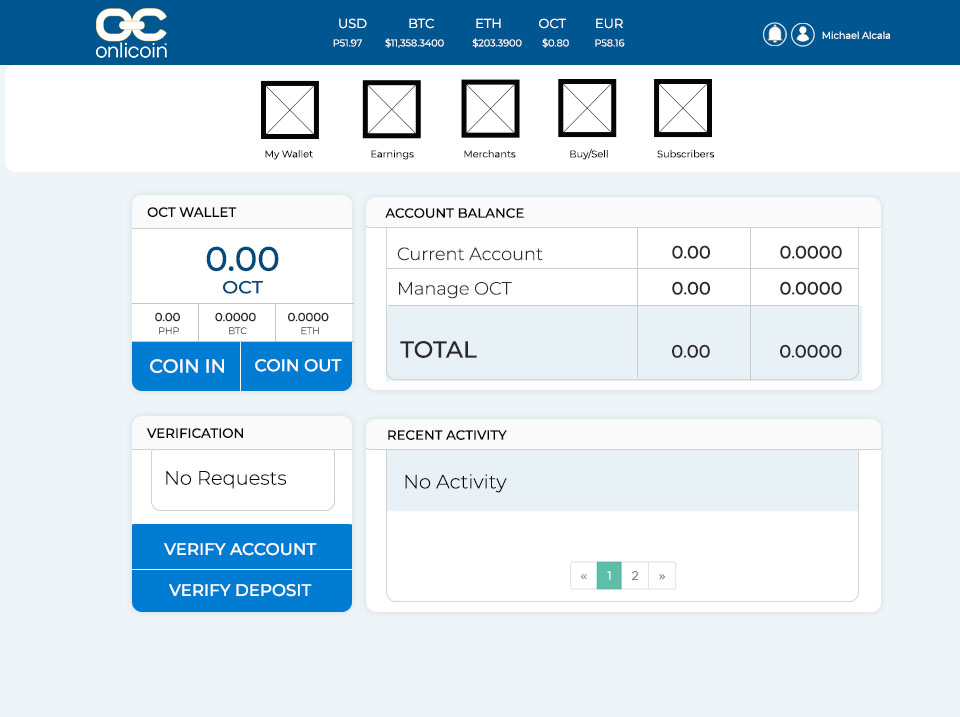 onlicoin
USD BTC ETH OCT EUR
P51.97 $11,358.3400 $203.3900 $0.80 P58.16
Michael Alcala
My Wallet Earnings Merchants Buy/Sell Subscribers
OCT WALLET
0.00
OCT
0.00 0.0000 0.0000
PHP BTC ETH
COIN IN COIN OUT
ACCOUNT BALANCE
Current Account 0.00 0.0000
Manage OCT 0.00 0.0000
TOTAL 0.00 0.0000
VERIFICATION
No Requests
VERIFY ACCOUNT
VERIFY DEPOSIT
RECENT ACTIVITY
No Activity
« 1 2 »